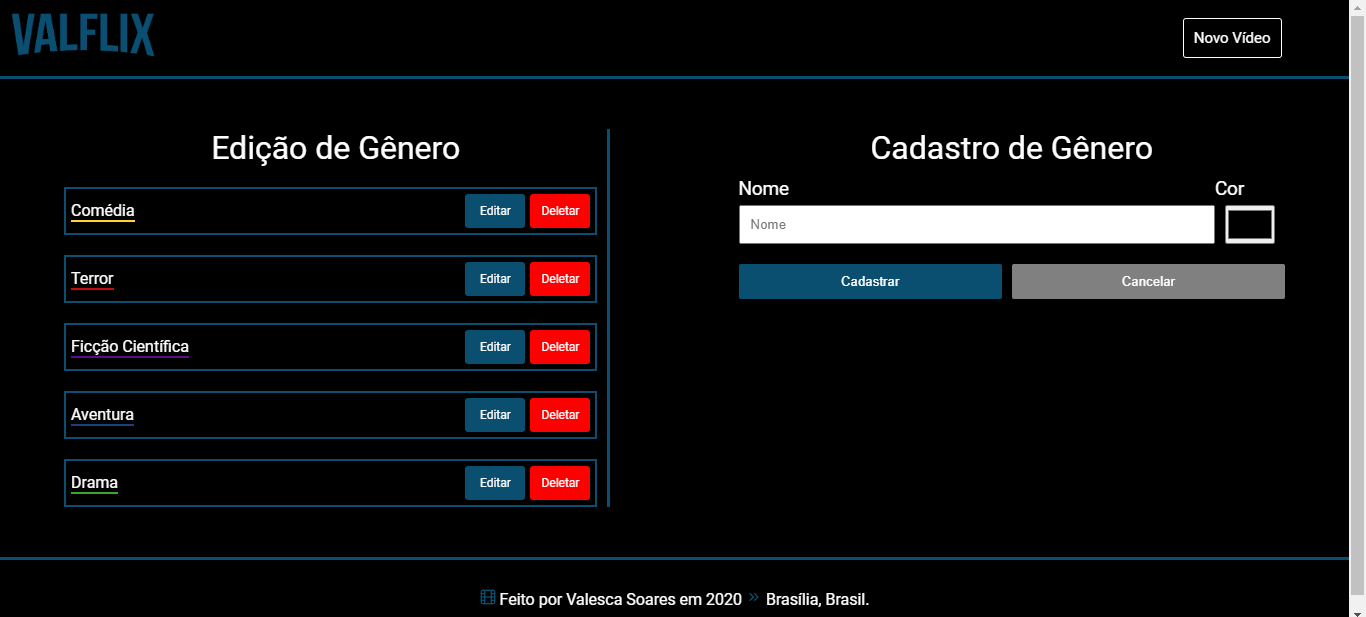 VALFLIX
Novo Vídeo
Edição de Gênero
Comédia Editar Deletar
Terror Editar Deletar
Ficção Científica Editar Deletar
Aventura Editar Deletar
Drama Editar Deletar
Cadastro de Gênero
Nome Cor
Nome
Cadastrar Cancelar
Feito por Valesca Soares em 2020 » Brasília, Brasil.